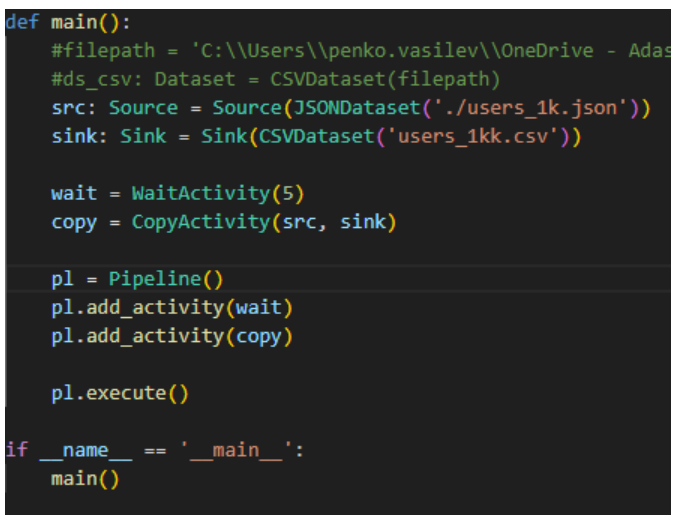 def main():
    #filepath = 'C:\\Users\\penko.vasilev\\OneDrive - Adas
    #ds_csv: Dataset = CSVDataset(filepath)
    src: Source = Source(JSONDataset('./users_1k.json'))
    sink: Sink = Sink(CSVDataset('users_1kk.csv'))

    wait = WaitActivity(5)
    copy = CopyActivity(src, sink)

    pl = Pipeline()
    pl.add_activity(wait)
    pl.add_activity(copy)

    pl.execute()

if __name__ == '__main__':
    main()